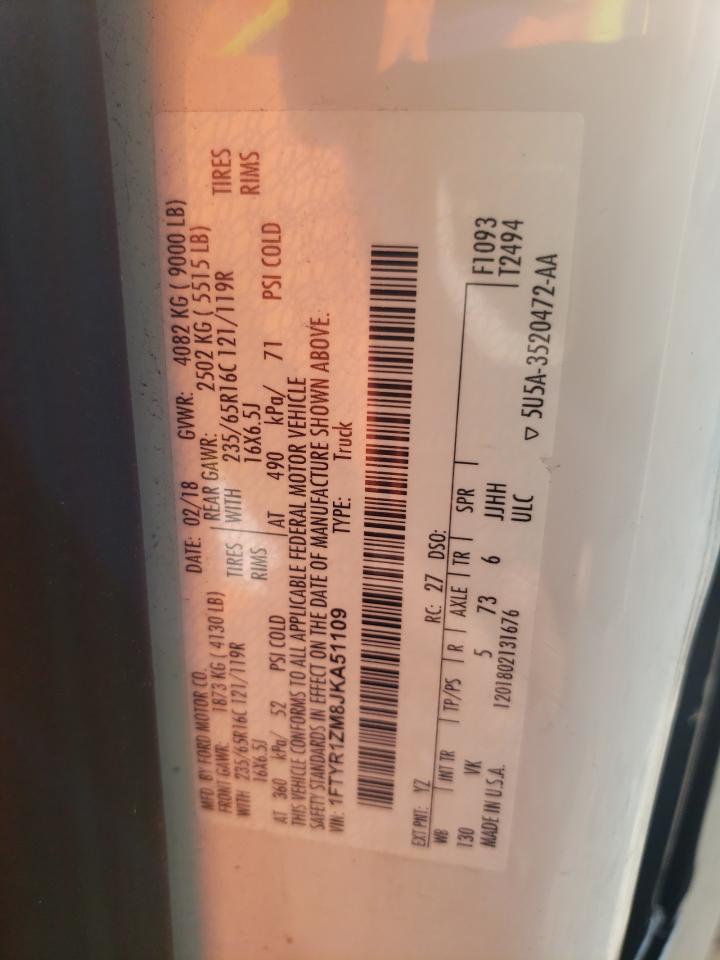 MFD. BY FORD MOTOR CO. DATE: 02/18 GVWR: 4082 KG ( 9000 LB)
FRONT GAWR: 1873 KG ( 4130 LB) REAR GAWR: 2502 KG ( 5515 LB)
WITH 235/65R16C 121/119R TIRES WITH 235/65R16C 121/119R TIRES
16X6.5J RIMS 16X6.5J RIMS
AT 360 kPa/ 52 PSI COLD AT 490 kPa/ 71 PSI COLD
THIS VEHICLE CONFORMS TO ALL APPLICABLE FEDERAL MOTOR VEHICLE
SAFETY STANDARDS IN EFFECT ON THE DATE OF MANUFACTURE SHOWN ABOVE.
VIN: 1FTYR1ZM8JKA51109 TYPE: Truck
EXT PNT: YZ RC: 27 DSO:
WB INT TR TP/PS R AXLE TR SPR F1093
130 VK 5 73 6 JJHH T2494
MADE IN U.S.A. 1201802131676 ULC
▽ 5U5A-3520472-AA